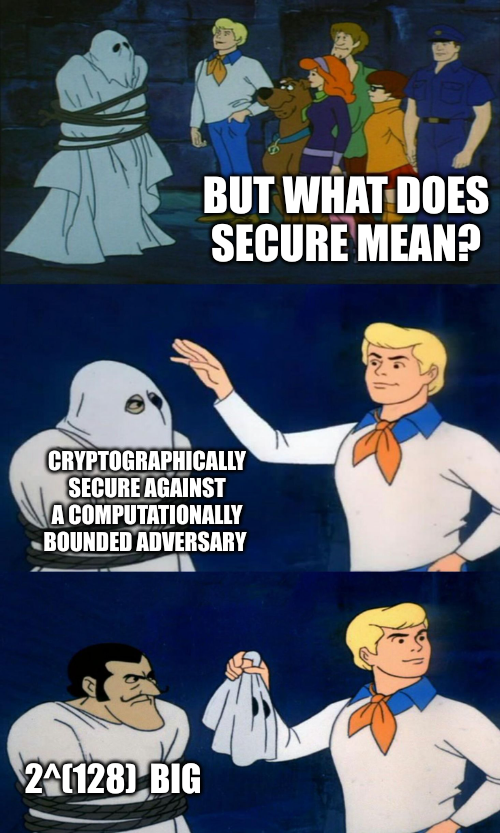 BUT WHAT DOES
SECURE MEAN?
CRYPTOGRAPHICALLY
SECURE AGAINST
A COMPUTATIONALLY
BOUNDED ADVERSARY
2^(128) BIG